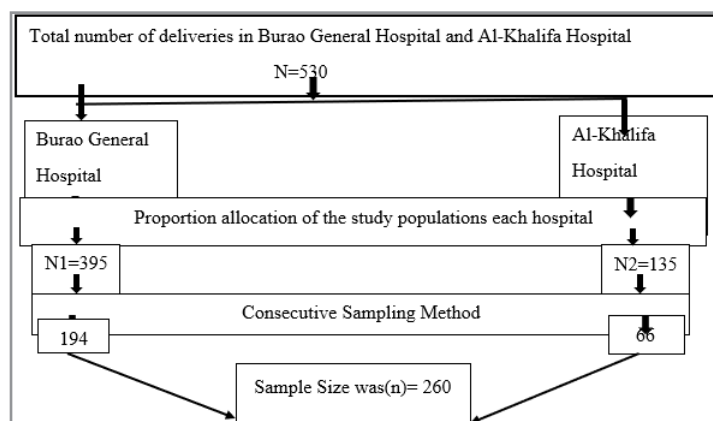 Total number of deliveries in Burao General Hospital and Al-Khalifa Hospital
N=530
Burao General
Hospital
Al-Khalifa
Hospital
Proportion allocation of the study populations each hospital
N1=395
N2=135
Consecutive Sampling Method
194
66
Sample Size was(n)= 260